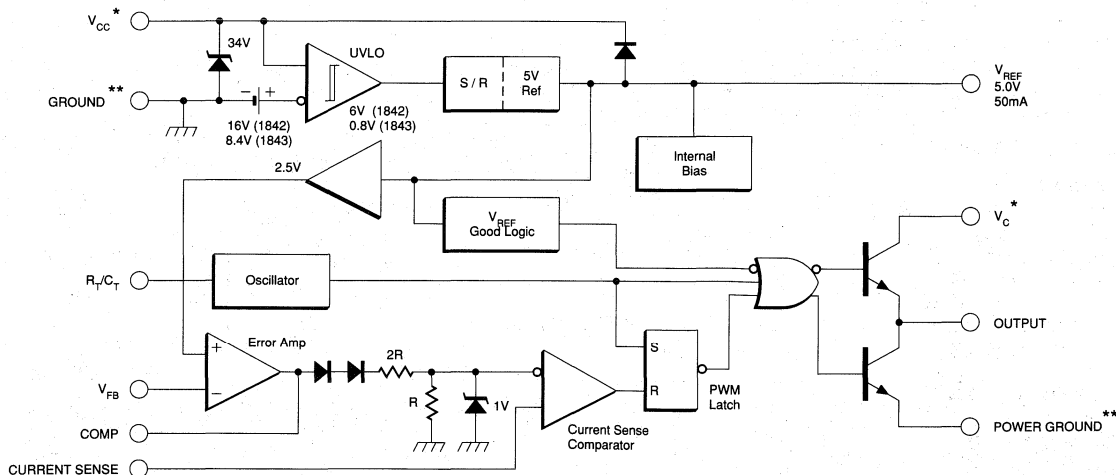 V_CC*
34V
UVLO
S / R
5V
Ref
V_REF
5.0V
50mA
GROUND**
− +
16V (1842)
8.4V (1843)
6V (1842)
0.8V (1843)
Internal
Bias
2.5V
V_REF
Good Logic
V_C*
R_T/C_T
Oscillator
OUTPUT
Error Amp
+
−
2R
S
R
PWM
Latch
V_FB
R
1V
Current Sense
Comparator
COMP
POWER GROUND**
CURRENT SENSE